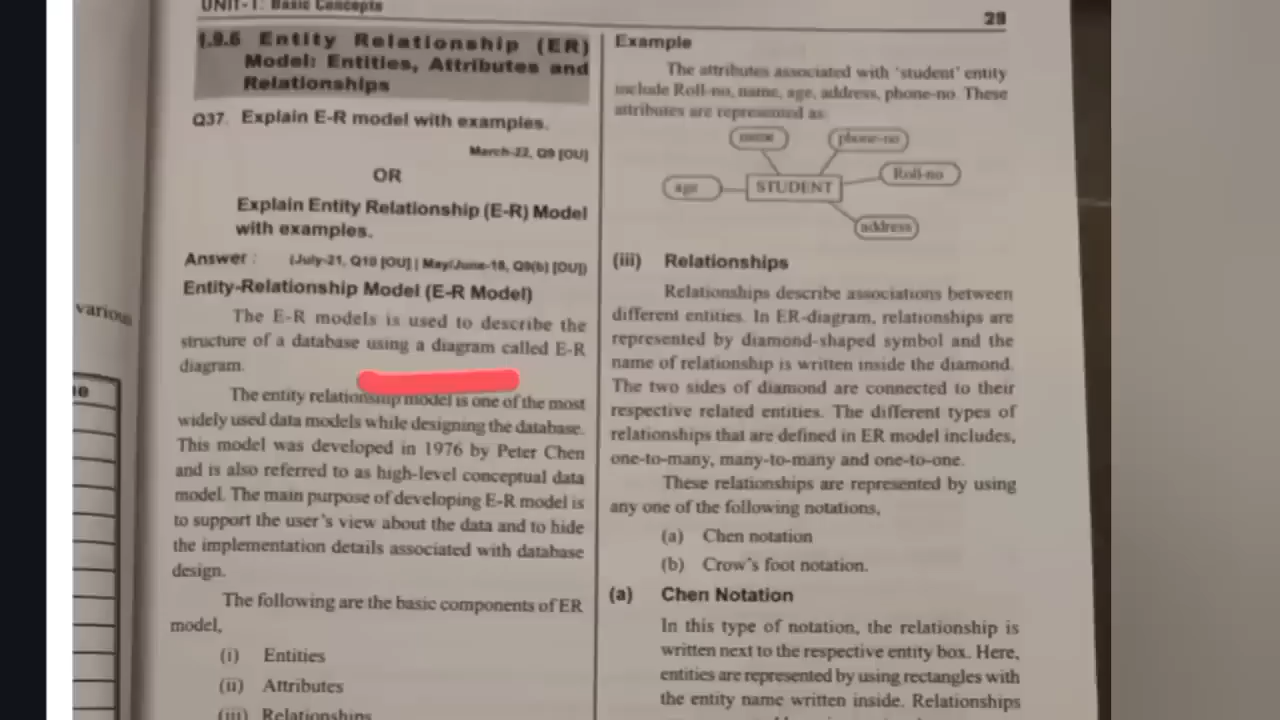 UNIT-1: Basic Concepts
29
1.9.6 Entity Relationship (ER)
Model: Entities, Attributes and
Relationships
Q37. Explain E-R model with examples.
March-22, Q9 [OU]
OR
Explain Entity Relationship (E-R) Model
with examples.
Answer : (July-21, Q10 [OU] | May/June-18, Q9(b) [OU])
Entity-Relationship Model (E-R Model)
The E-R models is used to describe the
structure of a database using a diagram called E-R
diagram.
The entity relationship model is one of the most
widely used data models while designing the database.
This model was developed in 1976 by Peter Chen
and is also referred to as high-level conceptual data
model. The main purpose of developing E-R model is
to support the user's view about the data and to hide
the implementation details associated with database
design.
The following are the basic components of ER
model,
(i) Entities
(ii) Attributes
(iii) Relationships
various
Example
The attributes associated with 'student' entity
include Roll-no, name, age, address, phone-no. These
attributes are represented as
name
phone-no
age
STUDENT
Roll-no
address
(iii) Relationships
Relationships describe associations between
different entities. In ER-diagram, relationships are
represented by diamond-shaped symbol and the
name of relationship is written inside the diamond.
The two sides of diamond are connected to their
respective related entities. The different types of
relationships that are defined in ER model includes,
one-to-many, many-to-many and one-to-one.
These relationships are represented by using
any one of the following notations,
(a) Chen notation
(b) Crow's foot notation.
(a) Chen Notation
In this type of notation, the relationship is
written next to the respective entity box. Here,
entities are represented by using rectangles with
the entity name written inside. Relationships